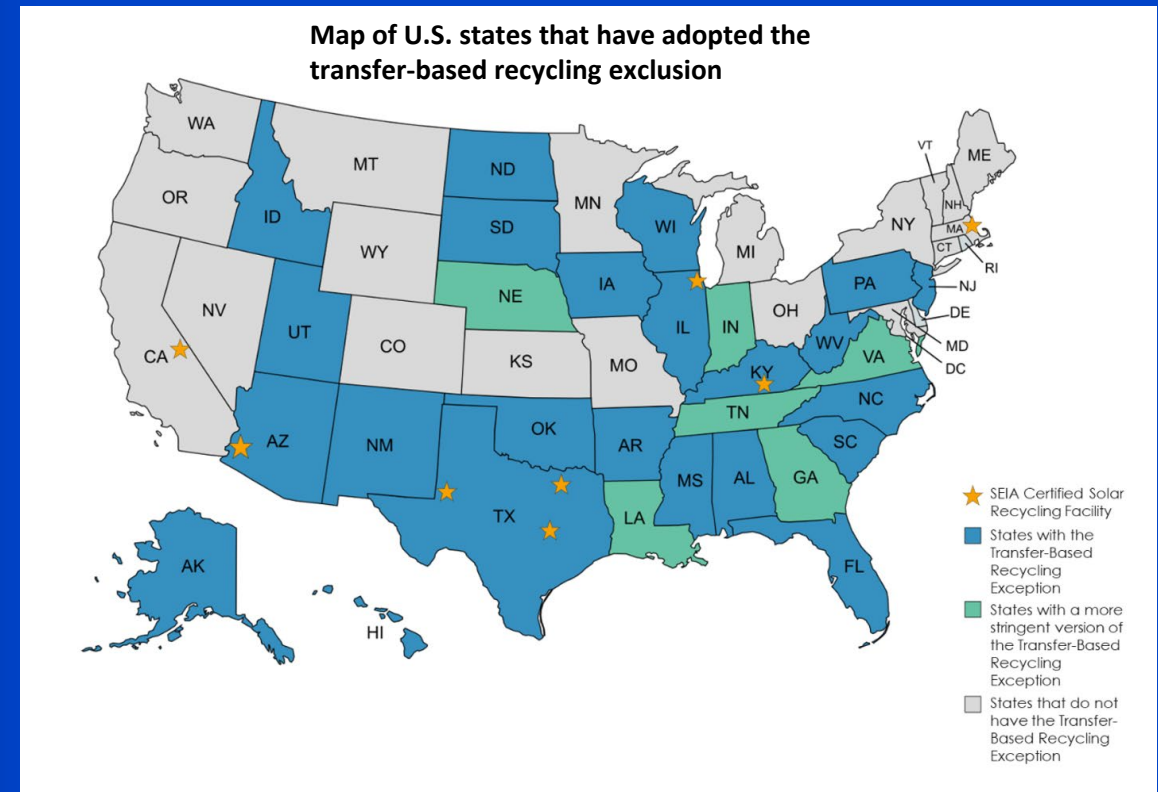 Map of U.S. states that have adopted the
transfer-based recycling exclusion
WA
OR
CA
NV
ID
MT
WY
UT
CO
AZ
NM
ND
SD
NE
KS
OK
TX
MN
IA
MO
AR
LA
WI
IL
MI
IN
OH
KY
TN
MS
AL
GA
FL
SC
NC
VA
WV
PA
NY
VT
NH
ME
MA
CT
RI
NJ
DE
MD
DC
AK
HI
SEIA Certified Solar
Recycling Facility
States with the
Transfer-Based
Recycling
Exception
States with a more
stringent version of
the Transfer-Based
Recycling
Exception
States that do not
have the Transfer-
Based Recycling
Exception